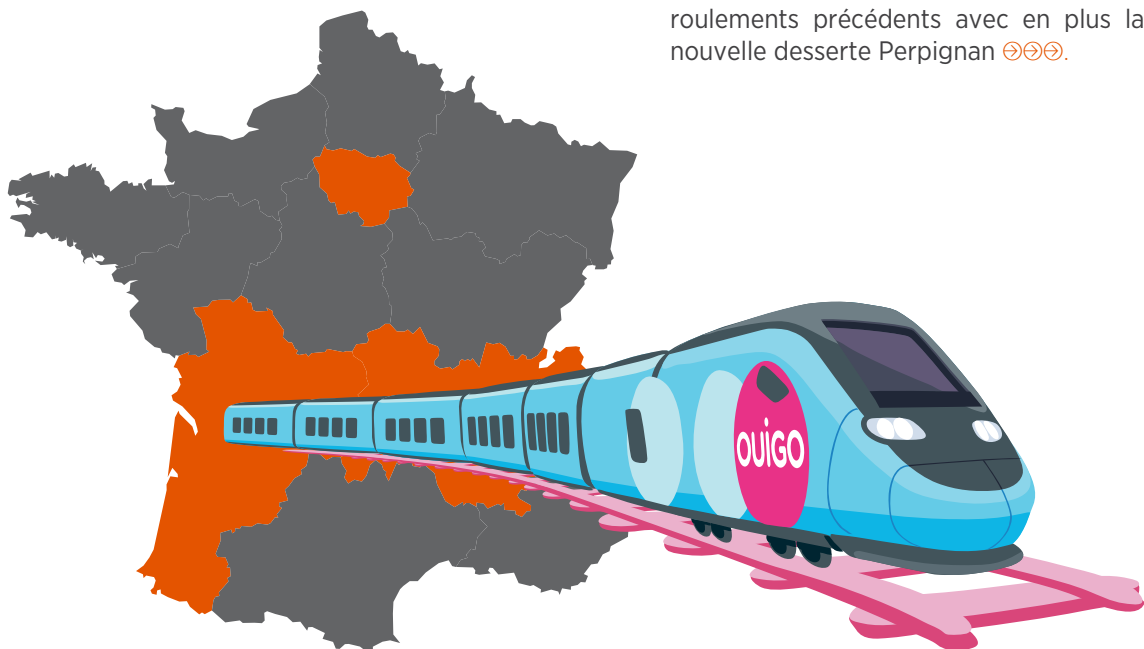 roulements précédents avec en plus la
nouvelle desserte Perpignan →→→.
OUIGO